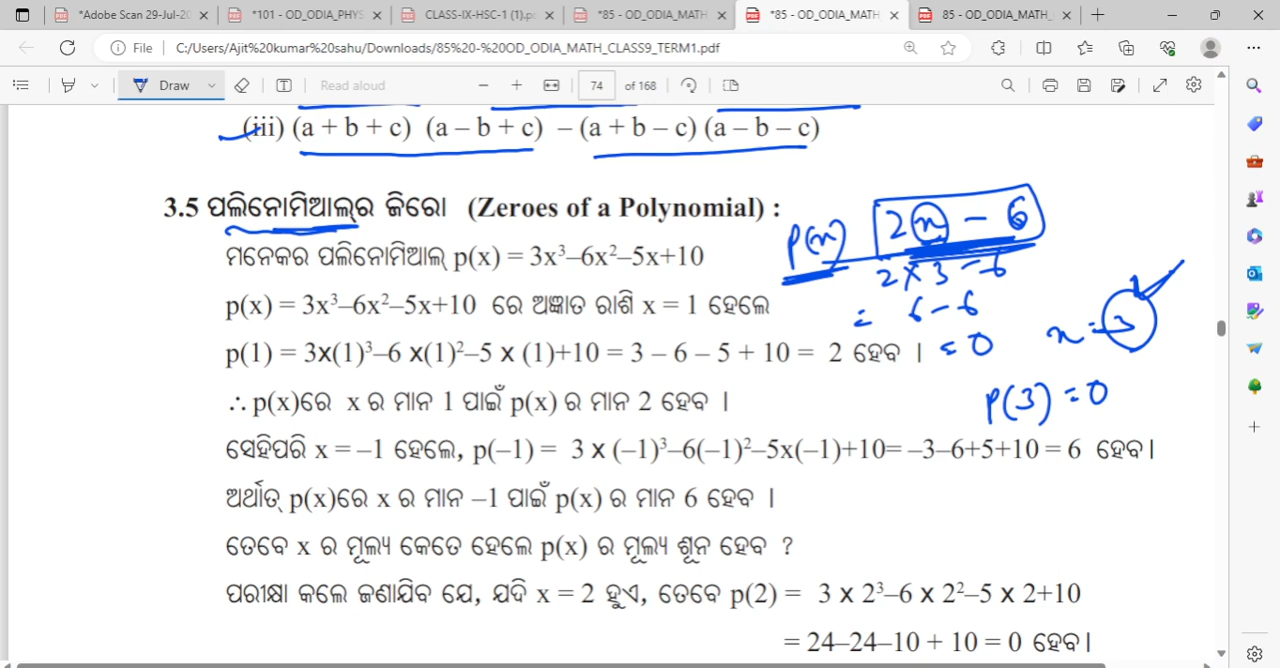 *Adobe Scan 29-Jul-20
*101 - OD_ODIA_PHYS
CLASS-IX-HSC-1 (1).p
*85 - OD_ODIA_MATH
*85 - OD_ODIA_MATH_
85 - OD_ODIA_MATH_
File C:/Users/Ajit%20kumar%20sahu/Downloads/85%20-%20OD_ODIA_MATH_CLASS9_TERM1.pdf
Draw Read aloud 74 of 168
(iii) (a + b + c) (a – b + c) – (a + b – c) (a – b – c)
3.5 ପଲିନୋମିଆଲ୍‌ର ଜିରୋ (Zeroes of a Polynomial) :
p(x) 2x – 6
ମନେକର ପଲିନୋମିଆଲ୍ p(x) = 3x³–6x²–5x+10
2 × 3 – 6
p(x) = 3x³–6x²–5x+10 ରେ ଅଜ୍ଞାତ ରାଶି x = 1 ହେଲେ
= 6 – 6
x = 3
p(1) = 3×(1)³–6 ×(1)²–5 × (1)+10 = 3 – 6 – 5 + 10 = 2 ହେବ |
= 0
∴ p(x)ରେ x ର ମାନ 1 ପାଇଁ p(x) ର ମାନ 2 ହେବ |
P(3) = 0
ସେହିପରି x = –1 ହେଲେ, p(–1) = 3 × (–1)³–6(–1)²–5x(–1)+10= –3–6+5+10 = 6 ହେବ|
ଅର୍ଥାତ୍ p(x)ରେ x ର ମାନ –1 ପାଇଁ p(x) ର ମାନ 6 ହେବ |
ତେବେ x ର ମୂଲ୍ୟ କେତେ ହେଲେ p(x) ର ମୂଲ୍ୟ ଶୂନ ହେବ ?
ପରୀକ୍ଷା କଲେ ଜଣାଯିବ ଯେ, ଯଦି x = 2 ହୁଏ, ତେବେ p(2) = 3 × 2³–6 × 2²–5 × 2+10
= 24–24–10 + 10 = 0 ହେବ|